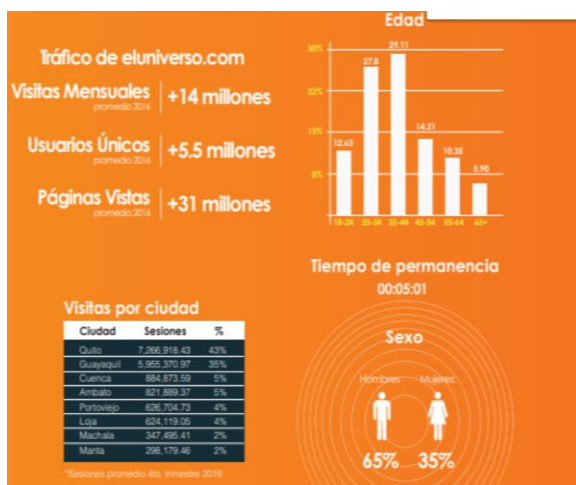 Tráfico de eluniverso.com
Visitas Mensuales
promedio 2016
+14 millones
Usuarios Únicos
promedio 2016
+5.5 millones
Páginas Vistas
promedio 2016
+31 millones
Edad
30%
22%
15%
8%
12.63
27.8
29.11
14.21
10.35
5.90
18-24 25-34 35-44 45-54 55-64 65+
Tiempo de permanencia
00:05:01
Sexo
Hombres Mujeres
65% 35%
Visitas por ciudad
Ciudad Sesiones %
Quito 7,266,918.43 43%
Guayaquil 5,955,370.97 35%
Cuenca 884,873.59 5%
Ambato 821,889.37 5%
Portoviejo 626,704.73 4%
Loja 624,119.05 4%
Machala 347,495.41 2%
Manta 298,179.46 2%
*Sesiones promedio 4to. trimestre 2016